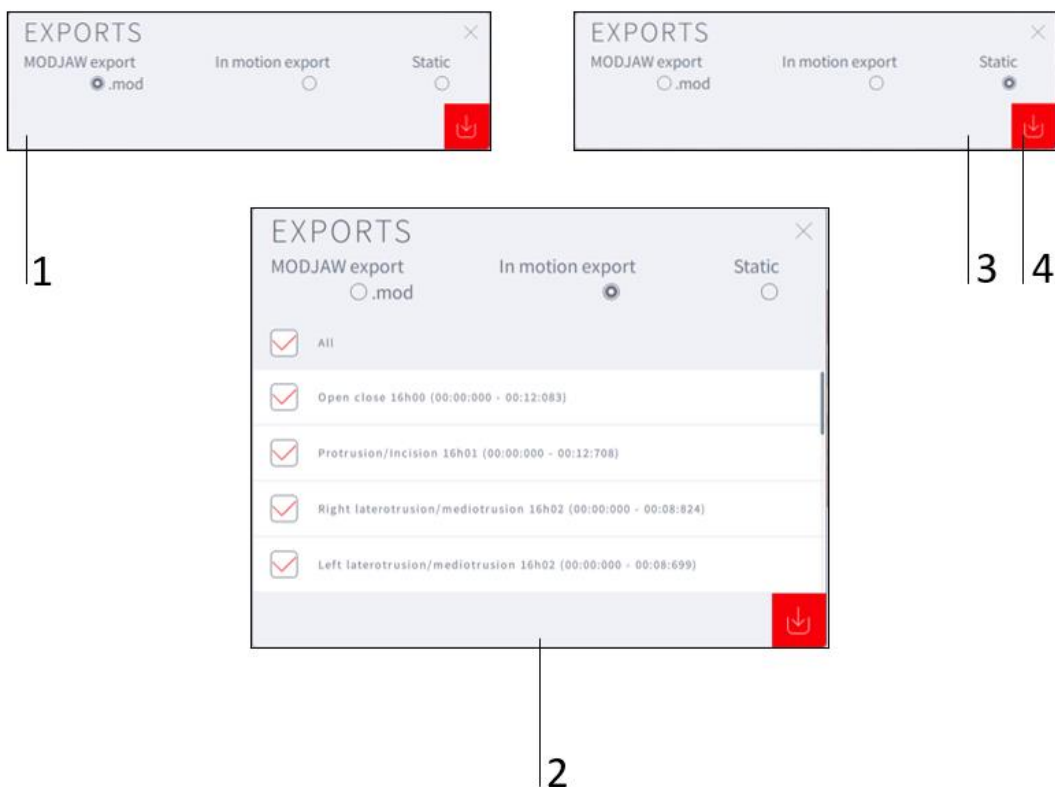 EXPORTS
MODJAW export In motion export Static
.mod
1
EXPORTS
MODJAW export In motion export Static
.mod
3 4
EXPORTS
MODJAW export In motion export Static
.mod
All
Open close 16h00 (00:00:000 - 00:12:083)
Protrusion/Incision 16h01 (00:00:000 - 00:12:708)
Right laterotrusion/mediotrusion 16h02 (00:00:000 - 00:08:824)
Left laterotrusion/mediotrusion 16h02 (00:00:000 - 00:08:699)
2